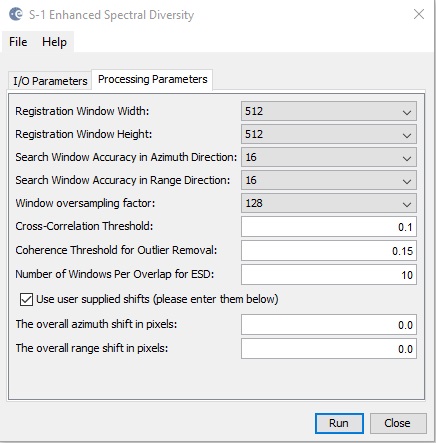 S-1 Enhanced Spectral Diversity
File Help
I/O Parameters Processing Parameters
Registration Window Width: 512
Registration Window Height: 512
Search Window Accuracy in Azimuth Direction: 16
Search Window Accuracy in Range Direction: 16
Window oversampling factor: 128
Cross-Correlation Threshold: 0.1
Coherence Threshold for Outlier Removal: 0.15
Number of Windows Per Overlap for ESD: 10
Use user supplied shifts (please enter them below)
The overall azimuth shift in pixels: 0.0
The overall range shift in pixels: 0.0
Run Close